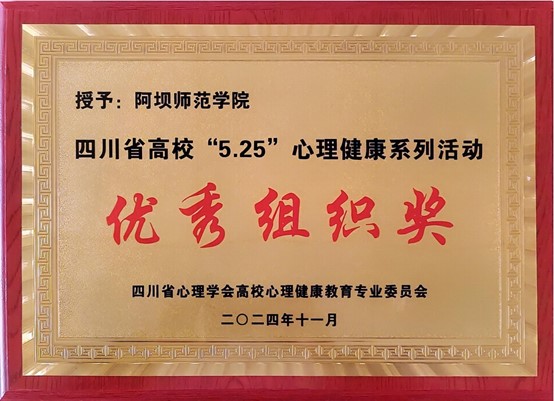 授予：阿坝师范学院
四川省高校“5.25”心理健康系列活动
优秀组织奖
四川省心理学会高校心理健康教育专业委员会
二〇二四年十一月